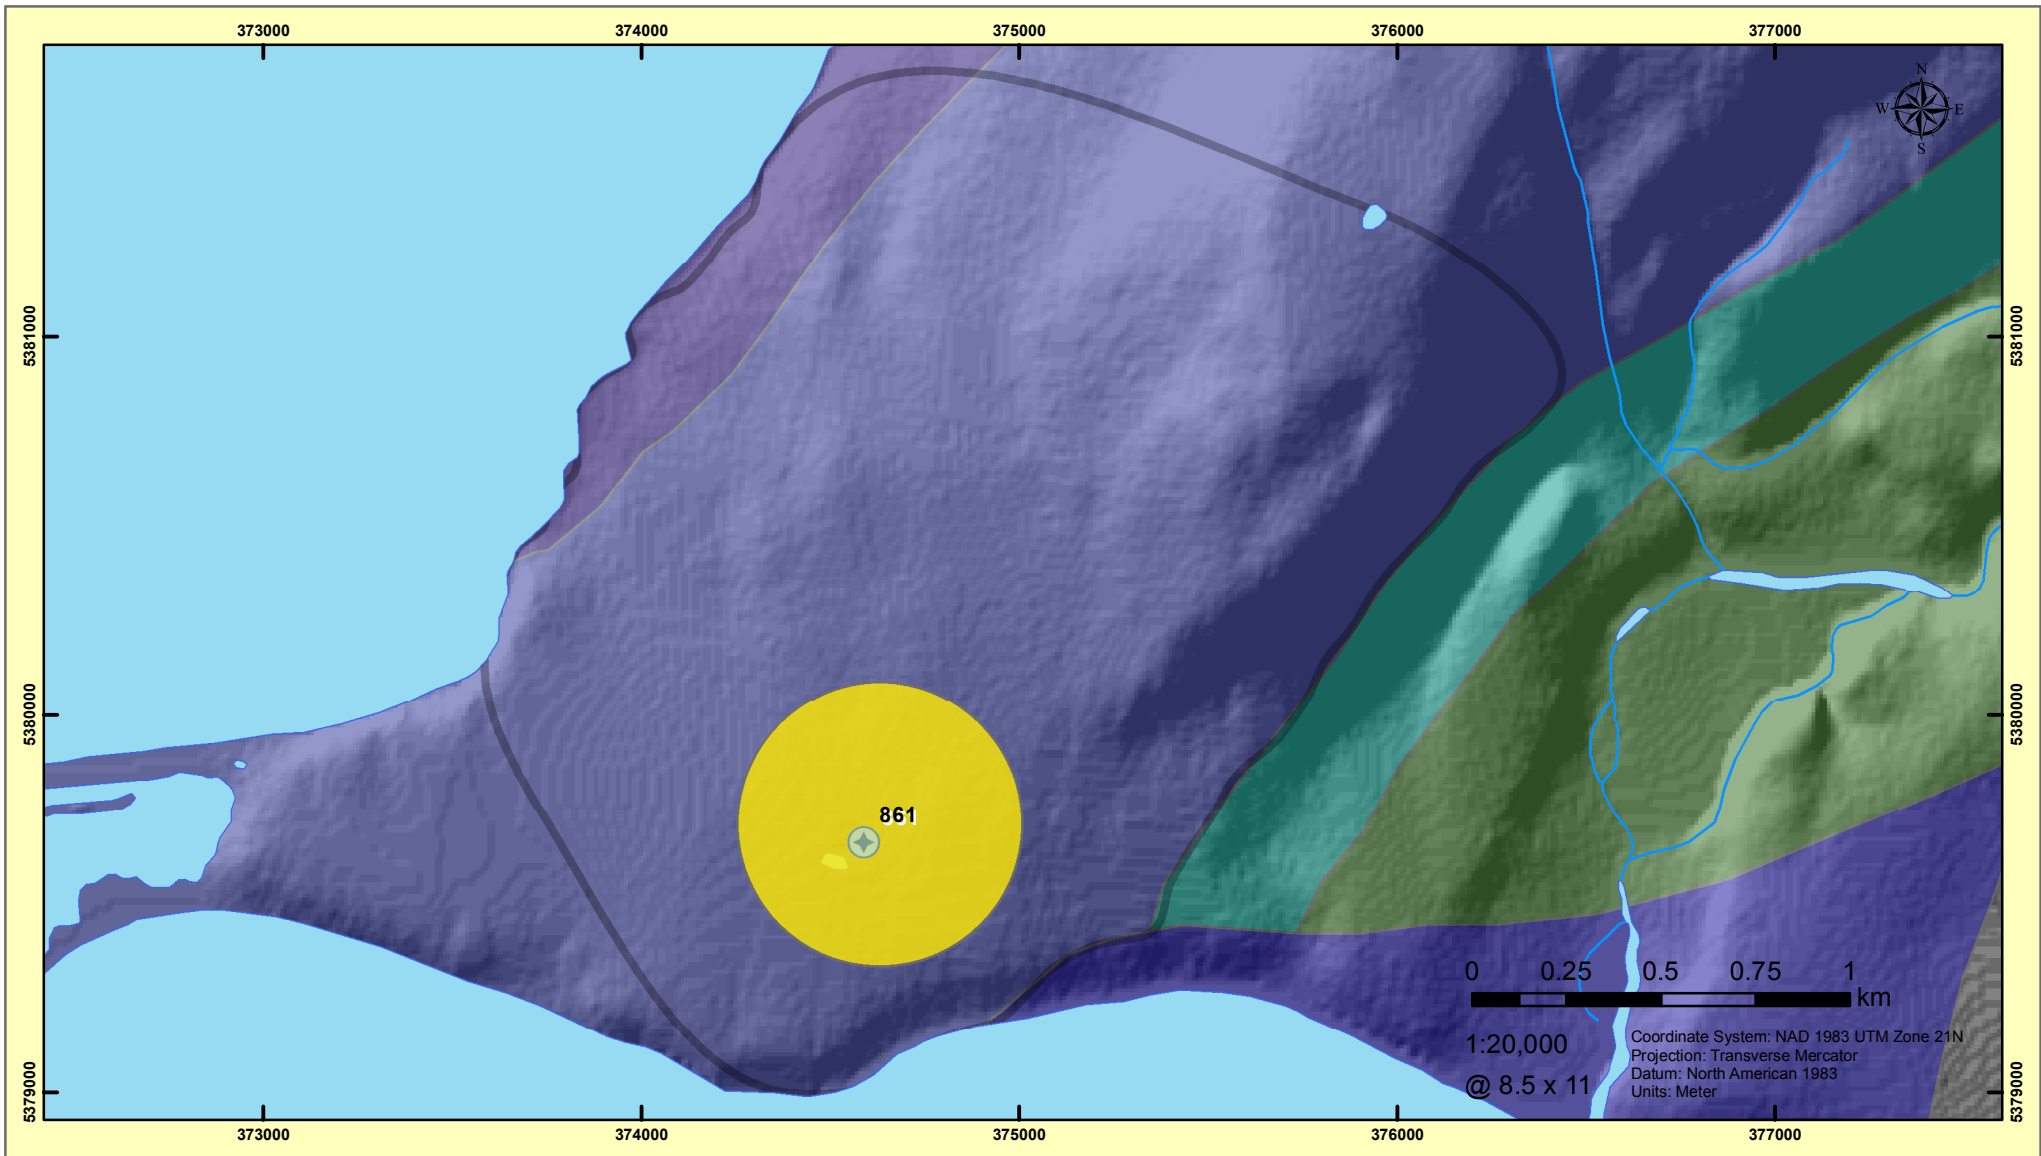 373000 374000 375000 376000 377000
N
W E
S
5381000 5381000
5380000 5380000
861
0 0.25 0.5 0.75 1
km
1:20,000
@ 8.5 x 11
Coordinate System: NAD 1983 UTM Zone 21N
Projection: Transverse Mercator
Datum: North American 1983
Units: Meter
5379000 5379000
373000 374000 375000 376000 377000